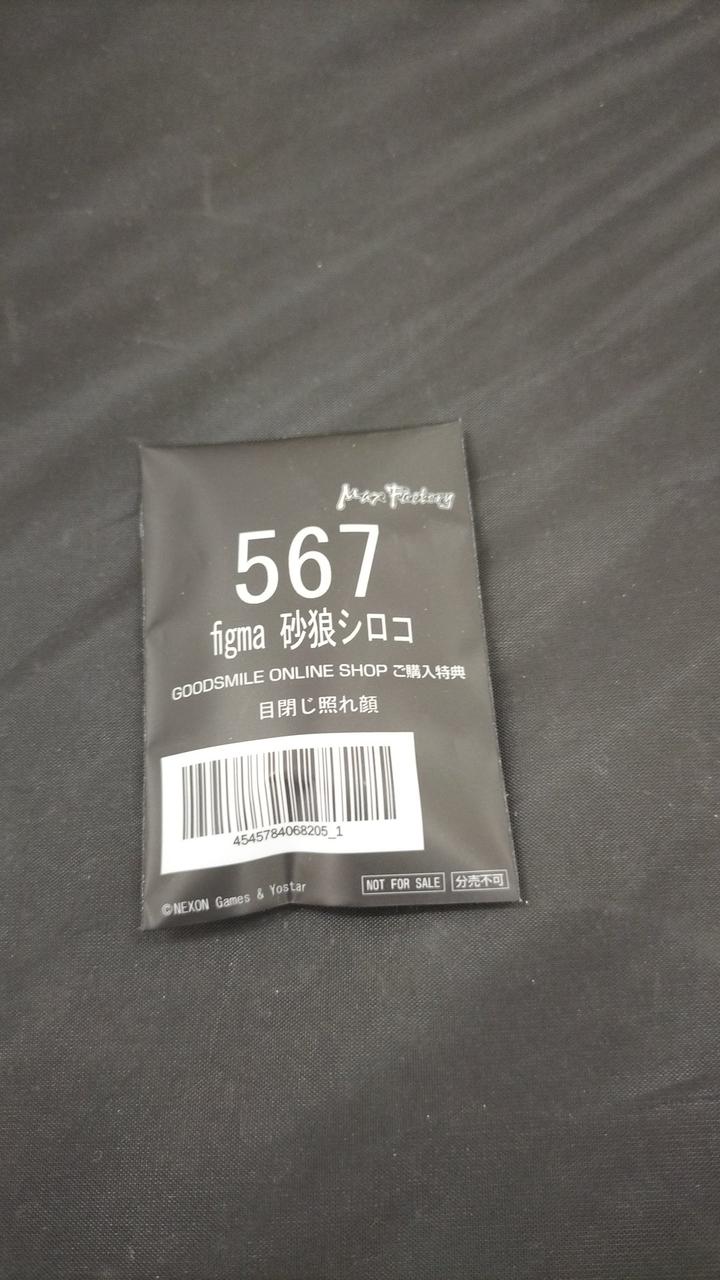 Max Factory
567
figma 砂狼シロコ
GOODSMILE ONLINE SHOP ご購入特典
目閉じ照れ顔
4545784068205_1
©NEXON Games & Yostar
NOT FOR SALE 分売不可